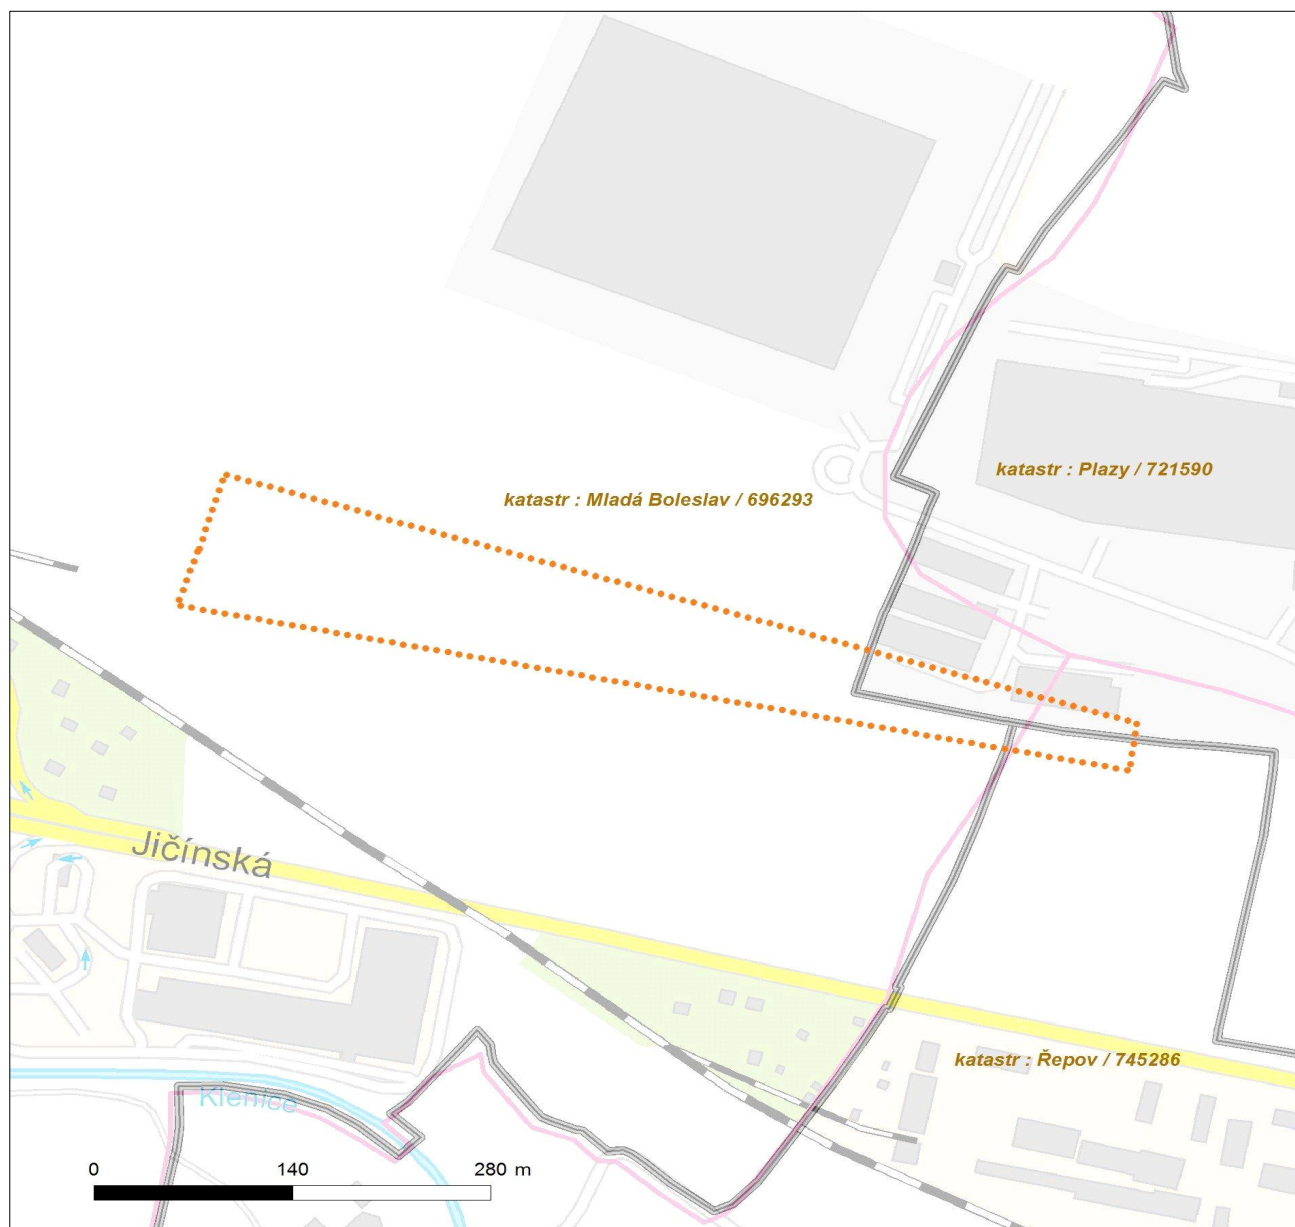 katastr : Plazy / 721590
katastr : Mladá Boleslav / 696293
Jičínská
katastr : Řepov / 745286
Klenice
0 140 280 m